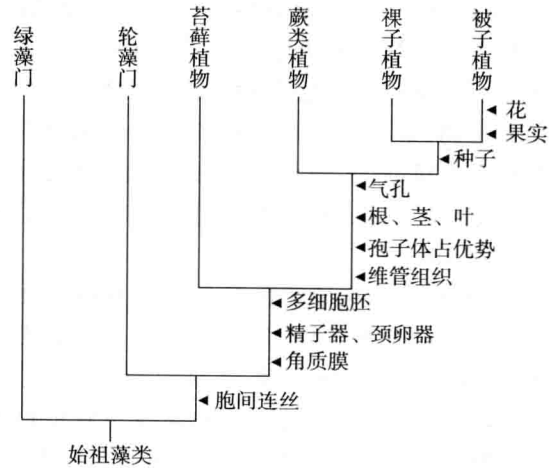 绿藻门
轮藻门
苔藓植物
蕨类植物
裸子植物
被子植物
花
果实
种子
气孔
根、茎、叶
孢子体占优势
维管组织
多细胞胚
精子器、颈卵器
角质膜
胞间连丝
始祖藻类